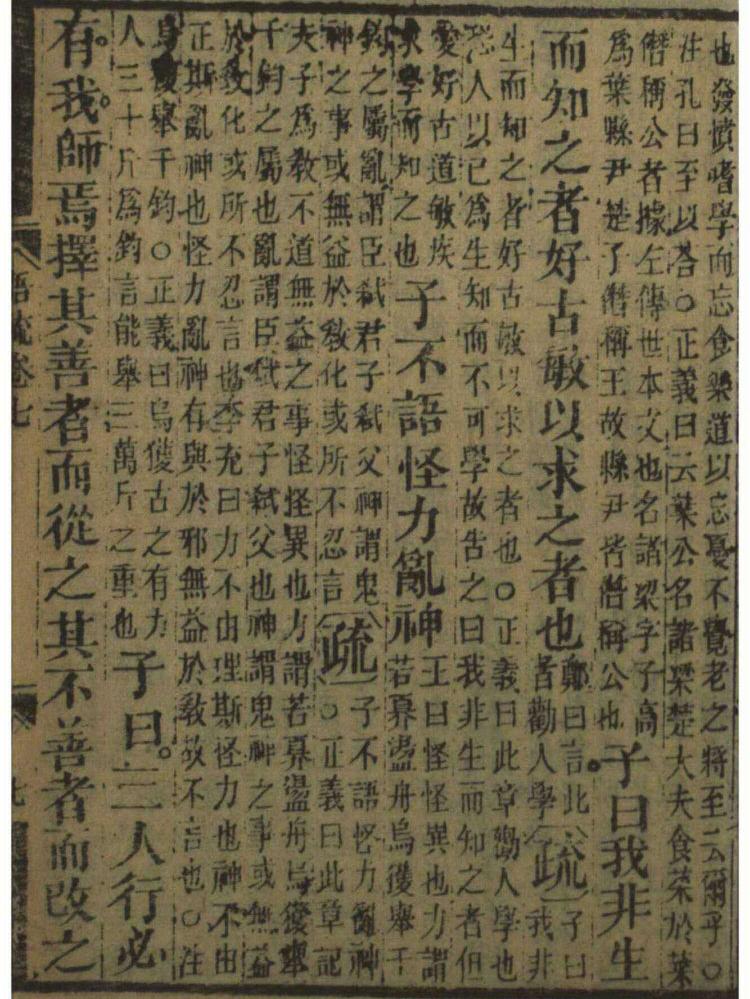 也發憤嗜學而忘食樂道以忘憂不覺老之將至云爾乎○
注孔曰至以答○正義曰云葉公名諸梁楚大夫食菜於葉
僭稱公者據左傳世本文也名諸梁字子高
為葉縣尹楚子僭稱王故縣尹皆僭稱公也
子曰我非生
而知之者好古敏以求之者也
鄭曰言此
者勸人學
疏
子曰
我非
生而知之者好古敏以求之者也○正義曰此章勸人學也
恐人以己為生知而不可學故告之曰我非生而知之者但
愛好古道敏疾
求學而知之也
子不語怪力亂神
王曰怪怪異也力謂
若奡盪舟烏獲舉千
鈞之屬亂謂臣弒君子弒父神謂鬼
神之事或無益於教化或所不忍言
疏
子不語怪力亂神
○正義曰此章記
夫子為教不道無益之事怪怪異也力謂若奡盪舟烏獲舉
千鈞之屬也亂謂臣弒君子弒父也神謂鬼神之事或無益
於教化或所不忍言也李充曰力不由理斯怪力也神不由
正斯亂神也怪力亂神有與於邪無益於教故不言也○注
烏獲舉千鈞○正義曰烏獲古之有力
人三十斤為鈞言能舉三萬斤之重也
子曰三人行必
有我師焉擇其善者而從之其不善者而改之
語疏卷七